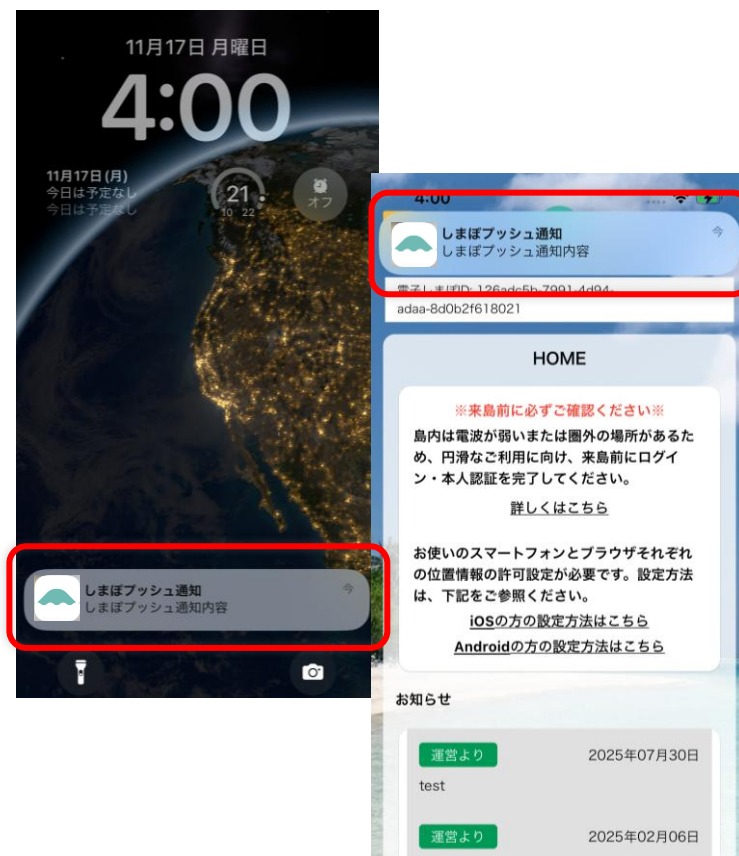 11月17日 月曜日
4:00
11月17日(月)
今日は予定なし
今日は予定なし
21
10 22
オフ
しまぽプッシュ通知
今
しまぽプッシュ通知内容
4:00
しまぽプッシュ通知
今
しまぽプッシュ通知内容
電子しまぽID: 126adc5b-7991-4d94-
adaa-8d0b2f618021
HOME
※来島前に必ずご確認ください※
島内は電波が弱いまたは圏外の場所があるた
め、円滑なご利用に向け、来島前にログイ
ン・本人認証を完了してください。
詳しくはこちら
お使いのスマートフォンとブラウザそれぞれ
の位置情報の許可設定が必要です。設定方法
は、下記をご参照ください。
iOSの方の設定方法はこちら
Androidの方の設定方法はこちら
お知らせ
運営より 2025年07月30日
test
運営より 2025年02月06日